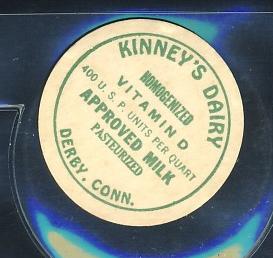 KINNEY'S DAIRY
HOMOGENIZED
VITAMIN D
400 U. S. P. UNITS PER QUART
APPROVED MILK
PASTEURIZED
DERBY, CONN.